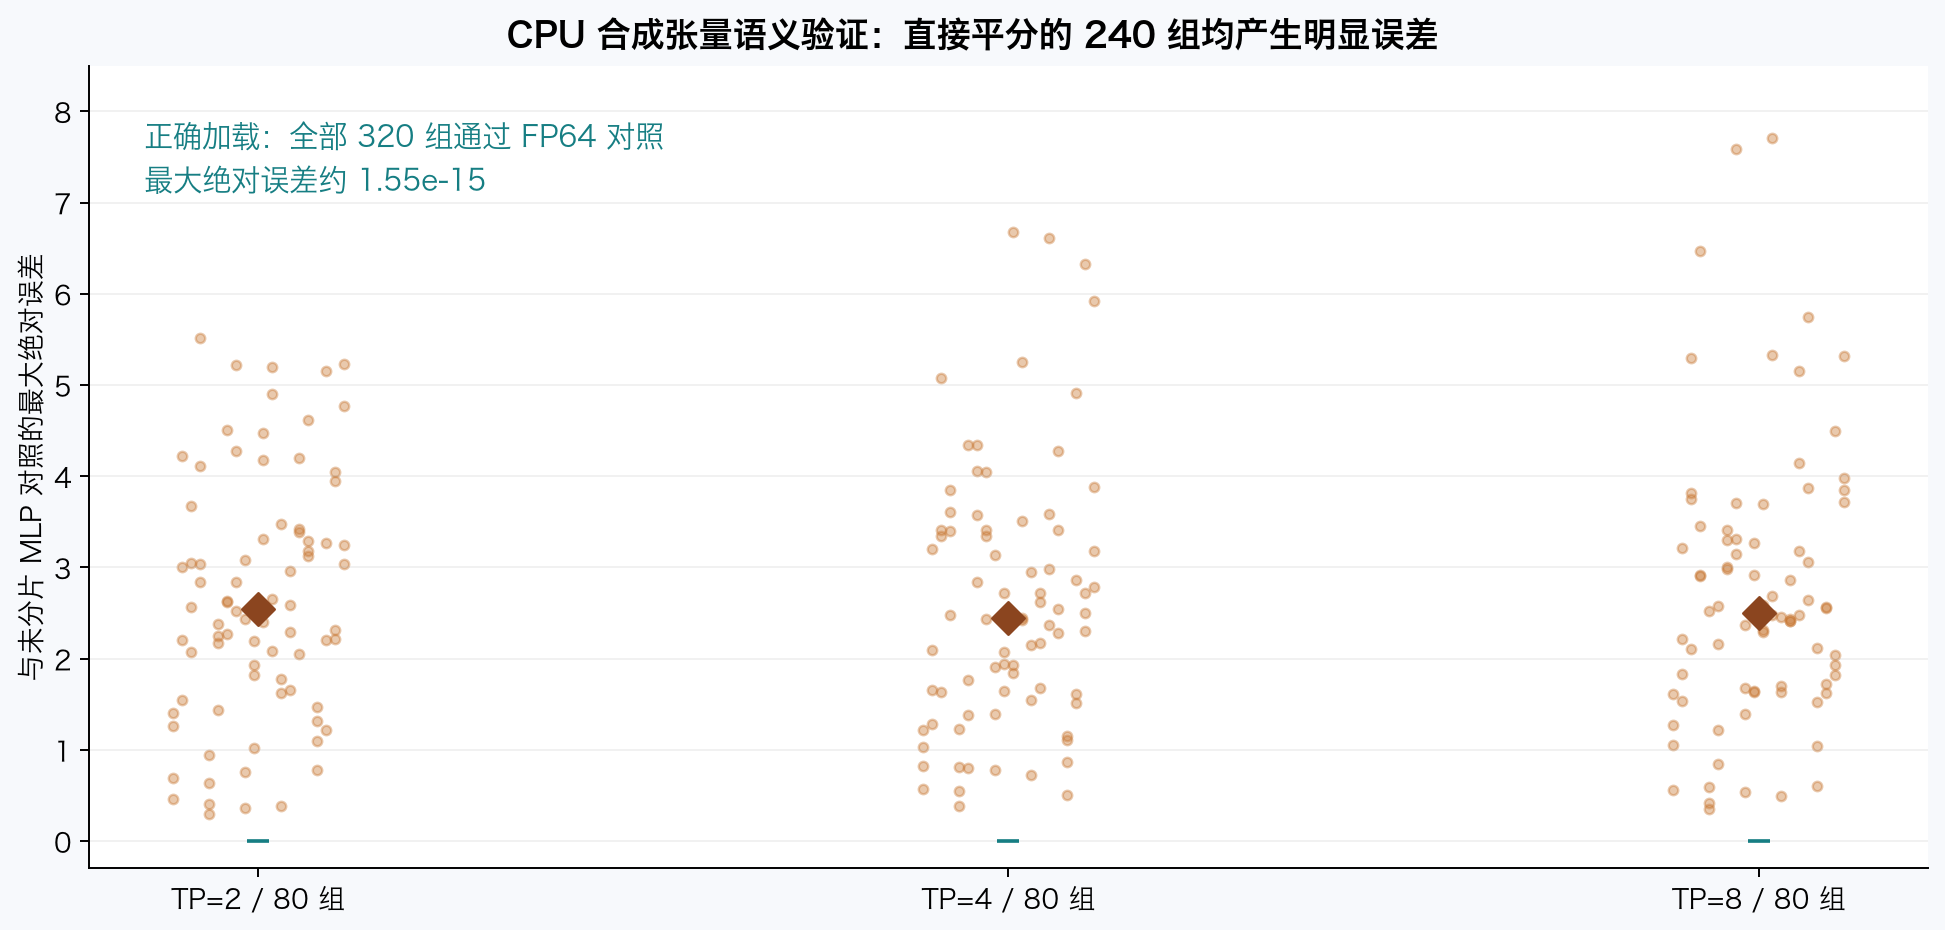 CPU 合成张量语义验证：直接平分的 240 组均产生明显误差
正确加载：全部 320 组通过 FP64 对照
最大绝对误差约 1.55e-15
与未分片 MLP 对照的最大绝对误差
8
7
6
5
4
3
2
1
0
TP=2 / 80 组
TP=4 / 80 组
TP=8 / 80 组